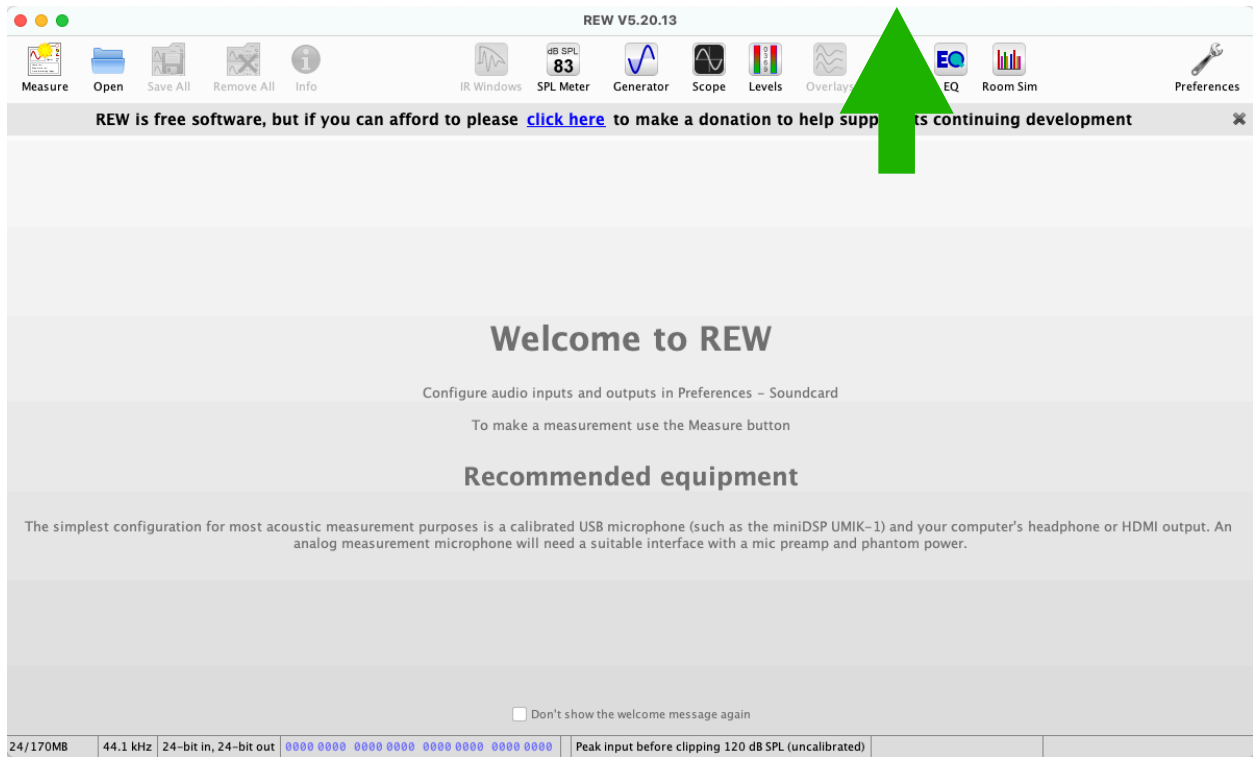 REW V5.20.13
dB SPL
83
Measure Open Save All Remove All Info IR Windows SPL Meter Generator Scope Levels Overlays EQ EQ Room Sim Preferences
REW is free software, but if you can afford to please click here to make a donation to help supp ts continuing development
Welcome to REW
Configure audio inputs and outputs in Preferences – Soundcard
To make a measurement use the Measure button
Recommended equipment
The simplest configuration for most acoustic measurement purposes is a calibrated USB microphone (such as the miniDSP UMIK-1) and your computer's headphone or HDMI output. An
analog measurement microphone will need a suitable interface with a mic preamp and phantom power.
Don't show the welcome message again
24/170MB 44.1 kHz 24-bit in, 24-bit out 0000 0000 0000 0000 0000 0000 0000 0000 Peak input before clipping 120 dB SPL (uncalibrated)